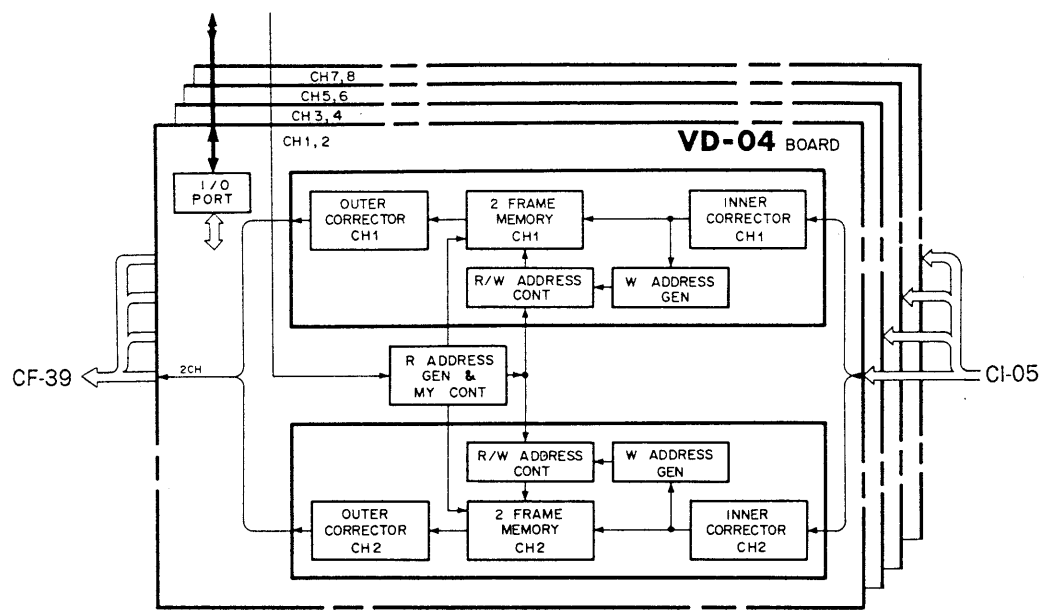 CH7,8
CH5,6
CH3,4
CH1,2
VD-04 BOARD
I/O
PORT
OUTER
CORRECTOR
CH1
2 FRAME
MEMORY
CH1
INNER
CORRECTOR
CH1
R/W ADDRESS
CONT
W ADDRESS
GEN
CF-39
2CH
R ADDRESS
GEN &
MY CONT
CI-05
R/W ADDRESS
CONT
W ADDRESS
GEN
OUTER
CORRECTOR
CH2
2 FRAME
MEMORY
CH2
INNER
CORRECTOR
CH2